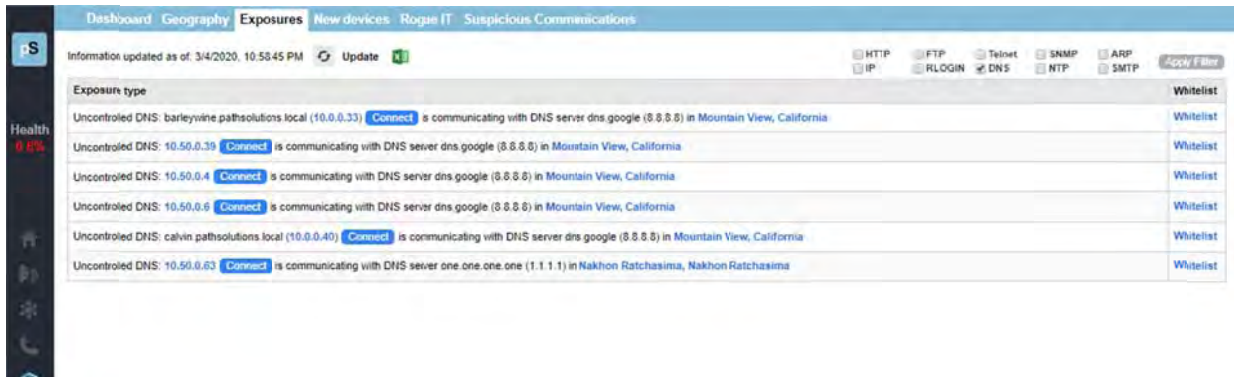 Dashboard Geography Exposures New devices Rogue IT Suspicious Communications
pS
Information updated as of: 3/4/2020, 10:58:45 PM Update
HTTP FTP Telnet SNMP ARP
IP RLOGIN DNS NTP SMTP
Apply Filter
Exposure type Whitelist
Uncontroled DNS: barleywine.pathsolutions.local (10.0.0.33) Connect is communicating with DNS server dns.google (8.8.8.8) in Mountain View, California Whitelist
Health
Uncontroled DNS: 10.50.0.39 Connect is communicating with DNS server dns.google (8.8.8.8) in Mountain View, California Whitelist
Uncontroled DNS: 10.50.0.4 Connect is communicating with DNS server dns.google (8.8.8.8) in Mountain View, California Whitelist
Uncontroled DNS: 10.50.0.6 Connect is communicating with DNS server dns.google (8.8.8.8) in Mountain View, California Whitelist
Uncontroled DNS: calvin.pathsolutions.local (10.0.0.40) Connect is communicating with DNS server dns.google (8.8.8.8) in Mountain View, California Whitelist
Uncontroled DNS: 10.50.0.63 Connect is communicating with DNS server one.one.one.one (1.1.1.1) in Nakhon Ratchasima, Nakhon Ratchasima Whitelist